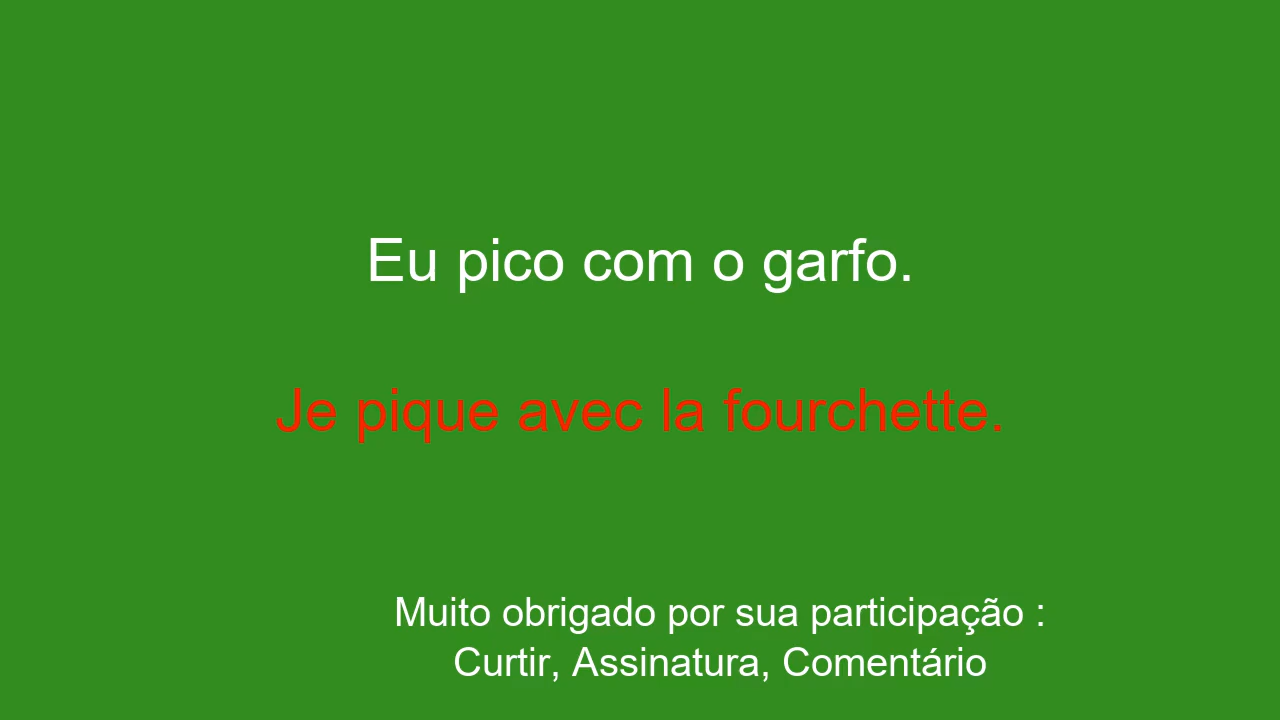 Eu pico com o garfo.
Je pique avec la fourchette.
Muito obrigado por sua participação :
Curtir, Assinatura, Comentário